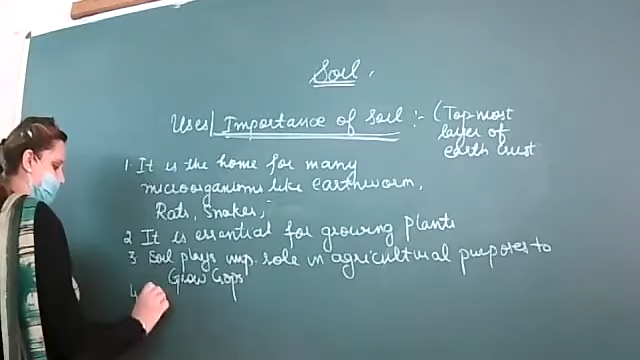 Soil,
Uses/Importance of Soil :- (Topmost
layer of
earth crust
1 It is the home for many
microorganisms like earthworm,
Rats, Snakes,
2 It is essential for growing plants
3 Soil plays imp. role in agricultural purposes to
Grow Crops
4